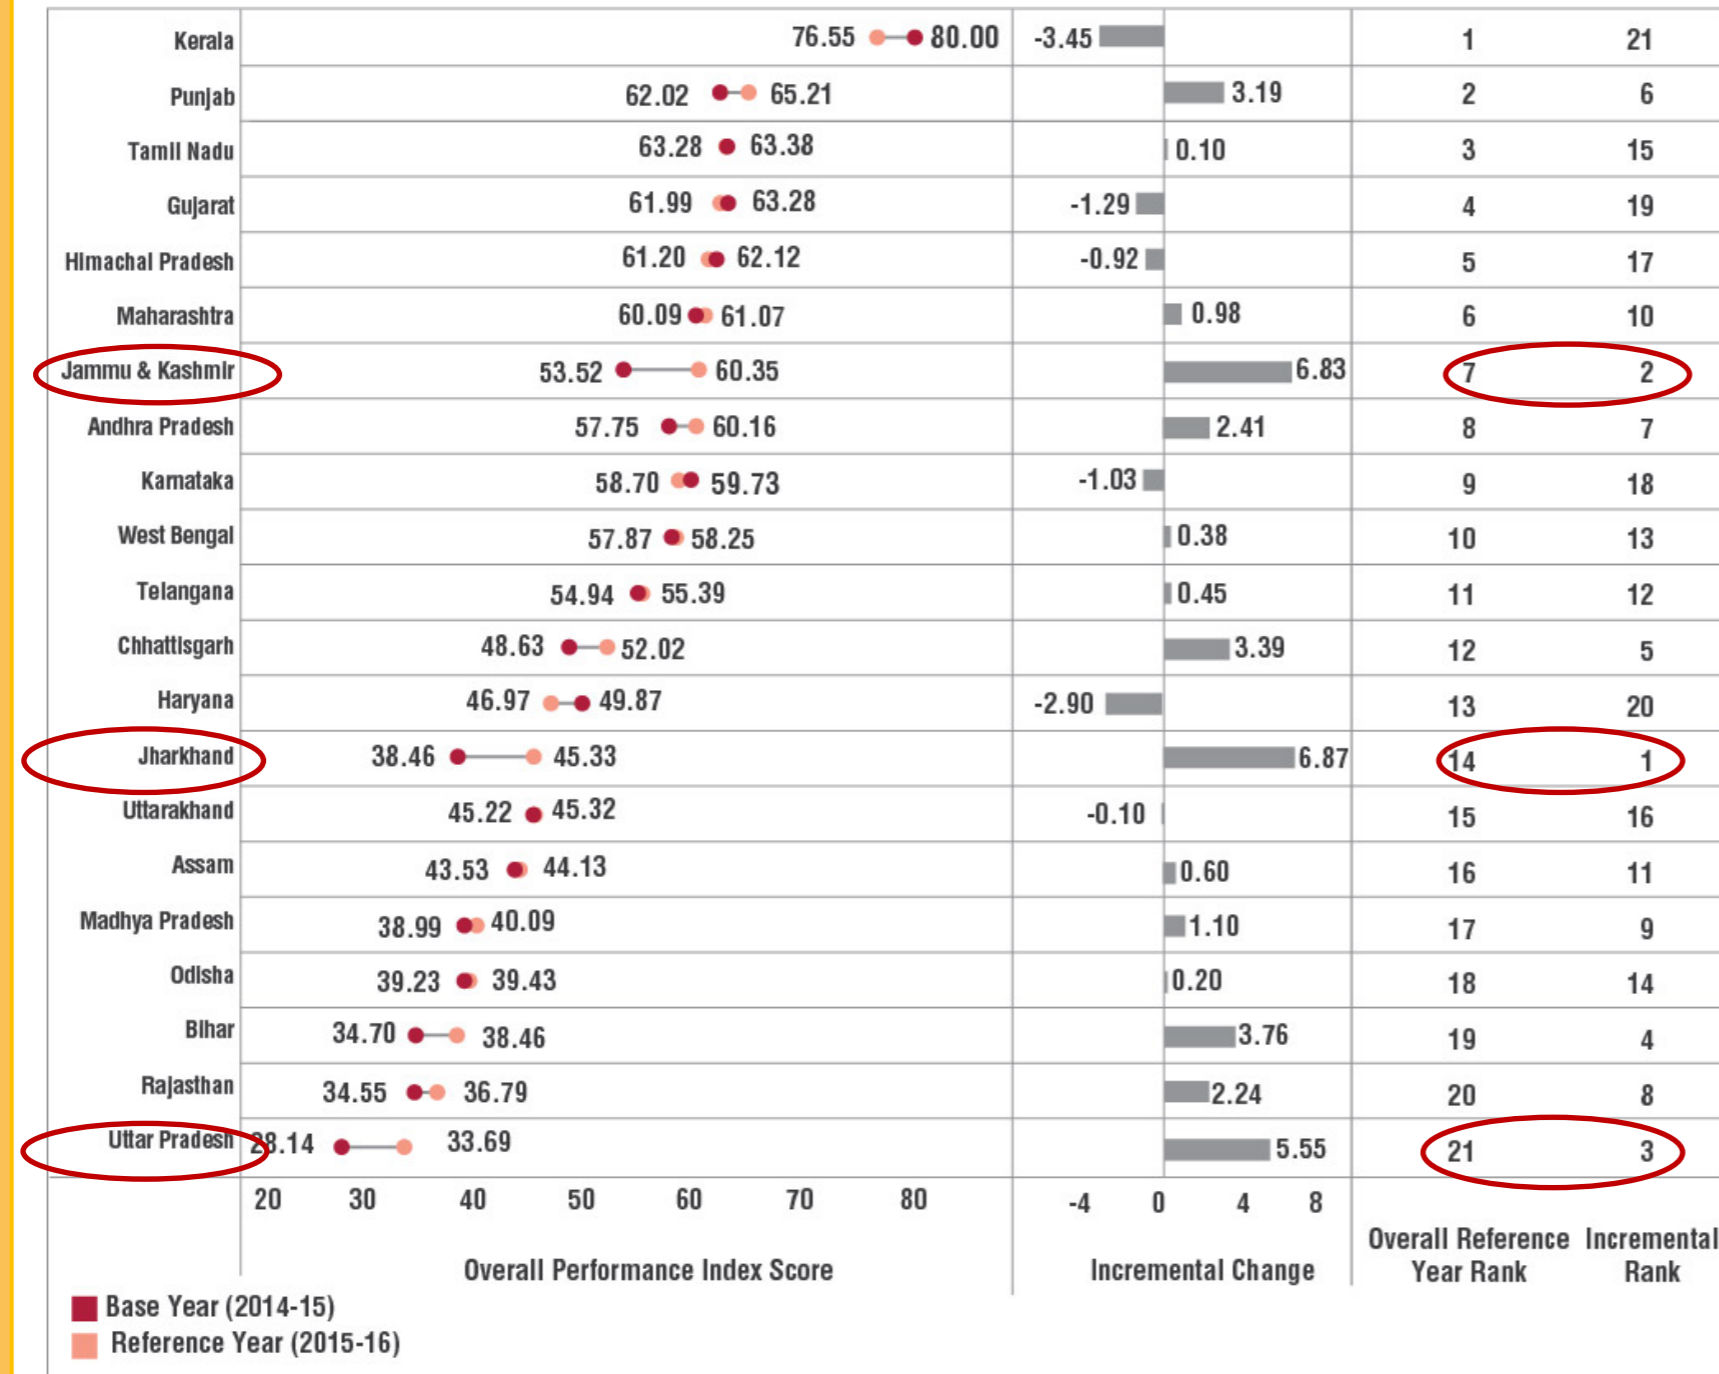 Kerala 76.55 80.00 -3.45 1 21
Punjab 62.02 65.21 3.19 2 6
Tamil Nadu 63.28 63.38 0.10 3 15
Gujarat 61.99 63.28 -1.29 4 19
Himachal Pradesh 61.20 62.12 -0.92 5 17
Maharashtra 60.09 61.07 0.98 6 10
Jammu & Kashmir 53.52 60.35 6.83 7 2
Andhra Pradesh 57.75 60.16 2.41 8 7
Karnataka 58.70 59.73 -1.03 9 18
West Bengal 57.87 58.25 0.38 10 13
Telangana 54.94 55.39 0.45 11 12
Chhattisgarh 48.63 52.02 3.39 12 5
Haryana 46.97 49.87 -2.90 13 20
Jharkhand 38.46 45.33 6.87 14 1
Uttarakhand 45.22 45.32 -0.10 15 16
Assam 43.53 44.13 0.60 16 11
Madhya Pradesh 38.99 40.09 1.10 17 9
Odisha 39.23 39.43 0.20 18 14
Bihar 34.70 38.46 3.76 19 4
Rajasthan 34.55 36.79 2.24 20 8
Uttar Pradesh 28.14 33.69 5.55 21 3
20 30 40 50 60 70 80 -4 0 4 8
Overall Performance Index Score
Incremental Change
Overall Reference
Year Rank
Incremental
Rank
Base Year (2014-15)
Reference Year (2015-16)